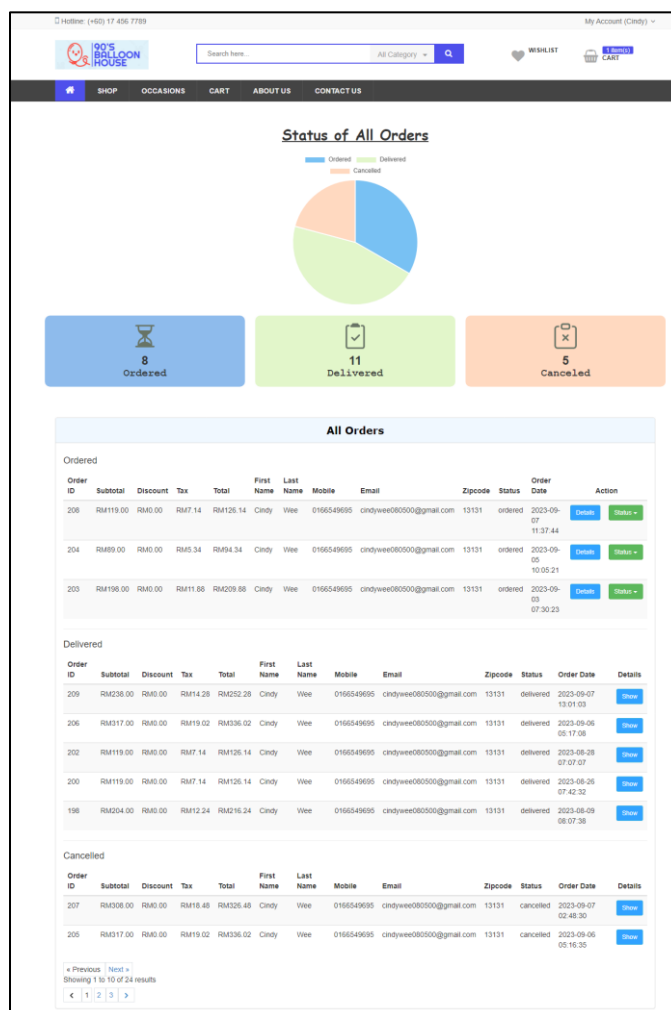 Hotline: (+60) 17 456 7789 My Account (Cindy)
90'S
BALLOON
HOUSE
Search here... All Category
WISHLIST
1 item(s)
CART
SHOP OCCASIONS CART ABOUT US CONTACT US
Status of All Orders
Ordered Delivered
Cancelled
8 11 5
Ordered Delivered Canceled
All Orders
Ordered
Order ID Subtotal Discount Tax Total First Name Last Name Mobile Email Zipcode Status Order Date Action
208 RM119.00 RM0.00 RM7.14 RM126.14 Cindy Wee 0166549695 cindywee080500@gmail.com 13131 ordered 2023-09-07 11:37:44 Details Status
204 RM89.00 RM0.00 RM5.34 RM94.34 Cindy Wee 0166549695 cindywee080500@gmail.com 13131 ordered 2023-09-05 10:05:21 Details Status
203 RM198.00 RM0.00 RM11.88 RM209.88 Cindy Wee 0166549695 cindywee080500@gmail.com 13131 ordered 2023-09-03 07:30:23 Details Status
Delivered
Order ID Subtotal Discount Tax Total First Name Last Name Mobile Email Zipcode Status Order Date Details
209 RM238.00 RM0.00 RM14.28 RM252.28 Cindy Wee 0166549695 cindywee080500@gmail.com 13131 delivered 2023-09-07 13:01:03 Show
206 RM317.00 RM0.00 RM19.02 RM336.02 Cindy Wee 0166549695 cindywee080500@gmail.com 13131 delivered 2023-09-06 05:17:08 Show
202 RM119.00 RM0.00 RM7.14 RM126.14 Cindy Wee 0166549695 cindywee080500@gmail.com 13131 delivered 2023-08-28 07:07:07 Show
200 RM119.00 RM0.00 RM7.14 RM126.14 Cindy Wee 0166549695 cindywee080500@gmail.com 13131 delivered 2023-08-26 07:42:32 Show
198 RM204.00 RM0.00 RM12.24 RM216.24 Cindy Wee 0166549695 cindywee080500@gmail.com 13131 delivered 2023-08-09 08:07:38 Show
Cancelled
Order ID Subtotal Discount Tax Total First Name Last Name Mobile Email Zipcode Status Order Date Details
207 RM308.00 RM0.00 RM18.48 RM326.48 Cindy Wee 0166549695 cindywee080500@gmail.com 13131 cancelled 2023-09-07 02:48:30 Show
205 RM317.00 RM0.00 RM19.02 RM336.02 Cindy Wee 0166549695 cindywee080500@gmail.com 13131 cancelled 2023-09-06 05:16:35 Show
« Previous Next »
Showing 1 to 10 of 24 results
‹ 1 2 3 ›